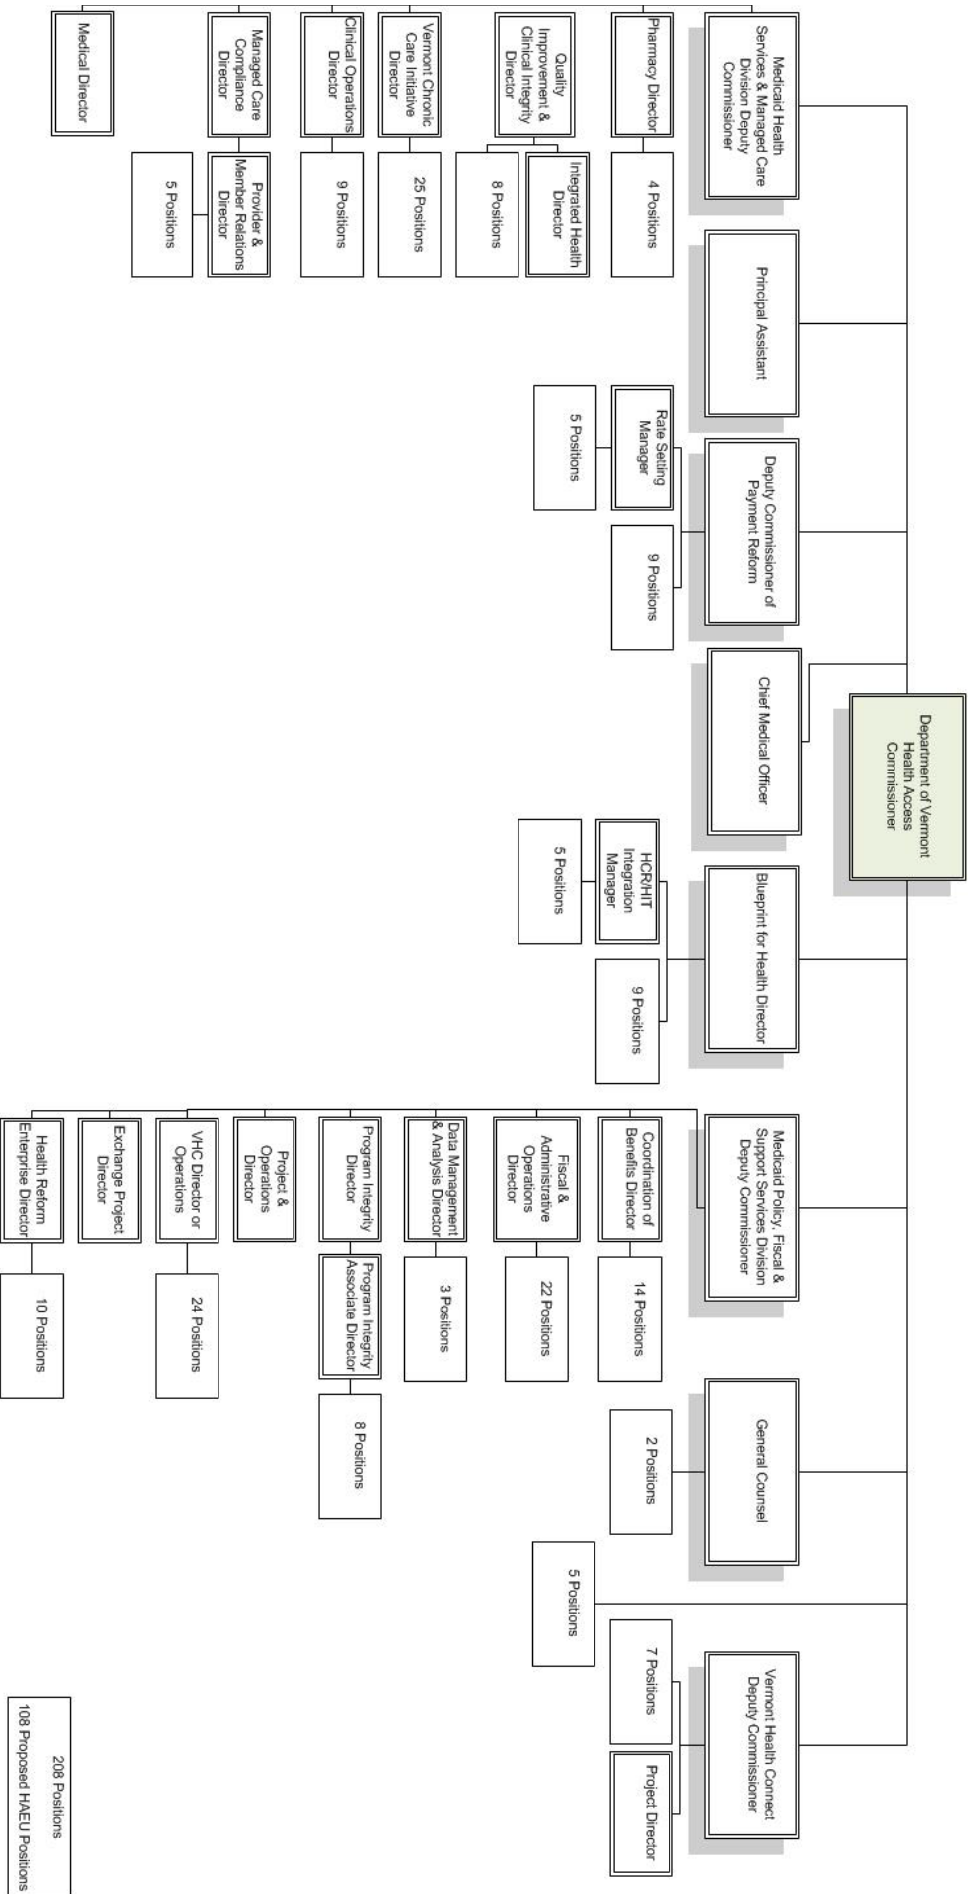 Department of Vermont
Health Access
Commissioner
Medicaid Health
Services & Managed Care
Division Deputy
Commissioner
Principal Assistant
Deputy Commissioner of
Payment Reform
Chief Medical Officer
Blueprint for Health Director
Medicaid Policy, Fiscal &
Support Services Division
Deputy Commissioner
General Counsel
Vermont Health Connect
Deputy Commissioner
Pharmacy Director
4 Positions
Quality
Improvement &
Clinical Integrity
Director
Integrated Health
Director
8 Positions
Vermont Chronic
Care Initiative
Director
25 Positions
Clinical Operations
Director
9 Positions
Managed Care
Compliance
Director
Provider &
Member Relations
Director
5 Positions
Medical Director
Rate Setting
Manager
5 Positions
9 Positions
HCR/HIT
Integration
Manager
5 Positions
9 Positions
Coordination of
Benefits Director
14 Positions
Fiscal &
Administrative
Operations
Director
22 Positions
Data Management
& Analysis Director
3 Positions
Program Integrity
Director
Program Integrity
Associate Director
8 Positions
Project &
Operations
Director
VHC Director or
Operations
24 Positions
Exchange Project
Director
Health Reform
Enterprise Director
10 Positions
2 Positions
5 Positions
7 Positions
Project Director
208 Positions
108 Proposed HAEU Positions